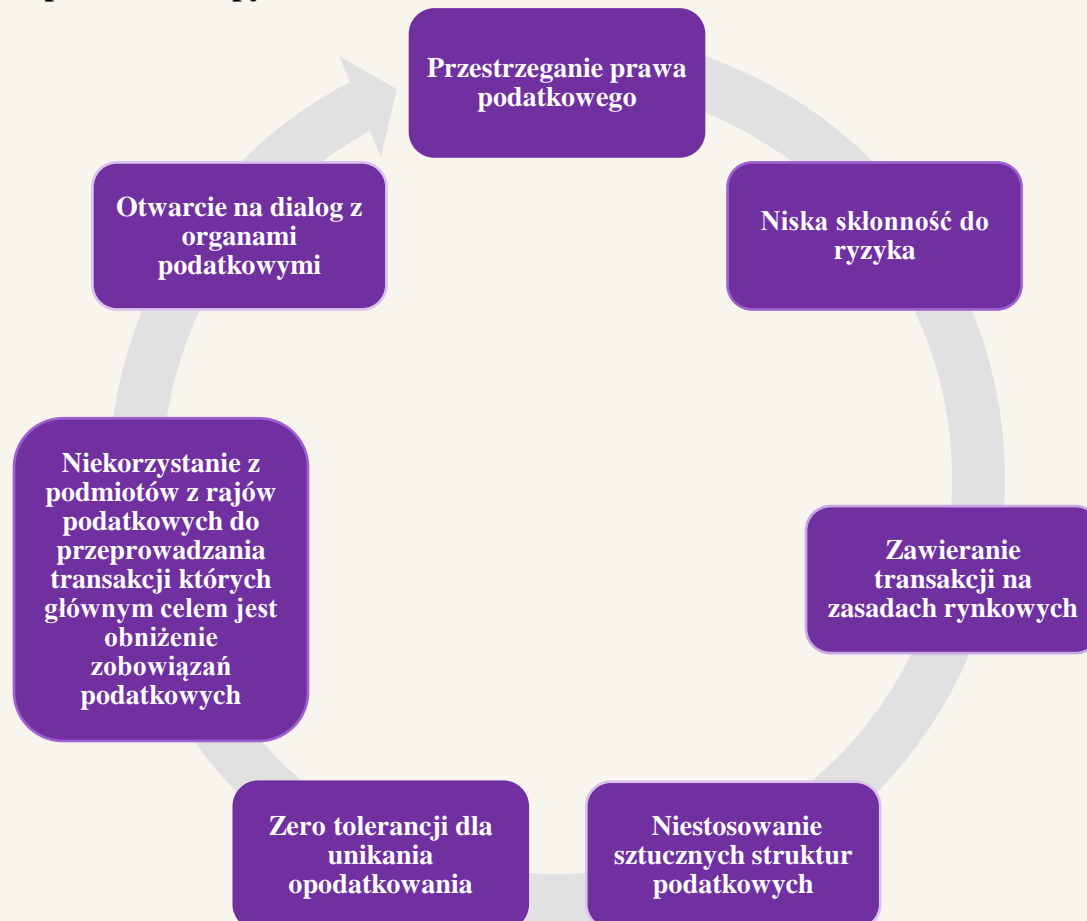 Przestrzeganie prawa
podatkowego
Niska skłonność do
ryzyka
Zawieranie
transakcji na
zasadach rynkowych
Niestosowanie
sztucznych struktur
podatkowych
Zero tolerancji dla
unikania
opodatkowania
Niekorzystanie z
podmiotów z rajów
podatkowych do
przeprowadzania
transakcji których
głównym celem jest
obniżenie
zobowiązań
podatkowych
Otwarcie na dialog z
organami
podatkowymi